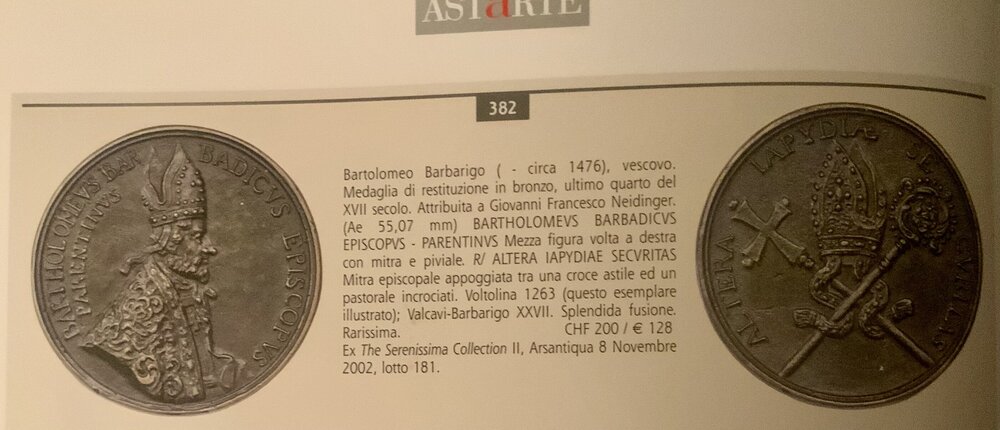 ASTaRTE
382
BARTHOLOMEVS BAR BADICVS EPISCOPVS
PARENTINVS
Bartolomeo Barbarigo ( - circa 1476), vescovo.
Medaglia di restituzione in bronzo, ultimo quarto del
XVII secolo. Attribuita a Giovanni Francesco Neidinger.
(Ae 55,07 mm) BARTHOLOMEVS BARBADICVS
EPISCOPVS - PARENTINVS Mezza figura volta a destra
con mitra e piviale. R/ ALTERA IAPYDIAE SECVRITAS
Mitra episcopale appoggiata tra una croce astile ed un
pastorale incrociati. Voltolina 1263 (questo esemplare
illustrato); Valcavi-Barbarigo XXVII. Splendida fusione.
Rarissima. CHF 200 / € 128
Ex The Serenissima Collection II, Arsantiqua 8 Novembre
2002, lotto 181.
ALTERA IAPYDIÆ SECVRITAS